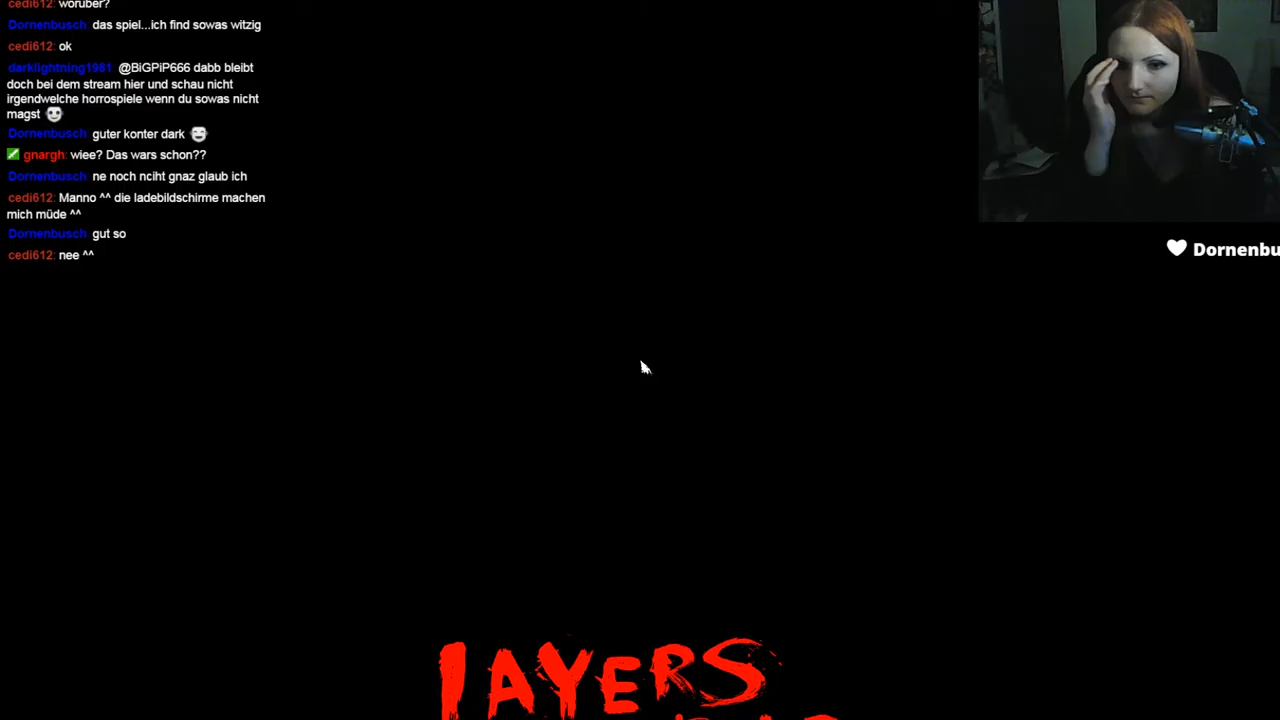 cedi612: worüber?
Dornenbusch: das spiel...ich find sowas witzig
cedi612: ok
darklightning1981: @BiGPiP666 dabb bleibt
doch bei dem stream hier und schau nicht
irgendwelche horrospiele wenn du sowas nicht
magst
Dornenbusch: guter konter dark
gnargh: wiee? Das wars schon??
Dornenbusch: ne noch nciht gnaz glaub ich
cedi612: Manno ^^ die ladebildschirme machen
mich müde ^^
Dornenbusch: gut so
cedi612: nee ^^
Dornenbu
LAYERS